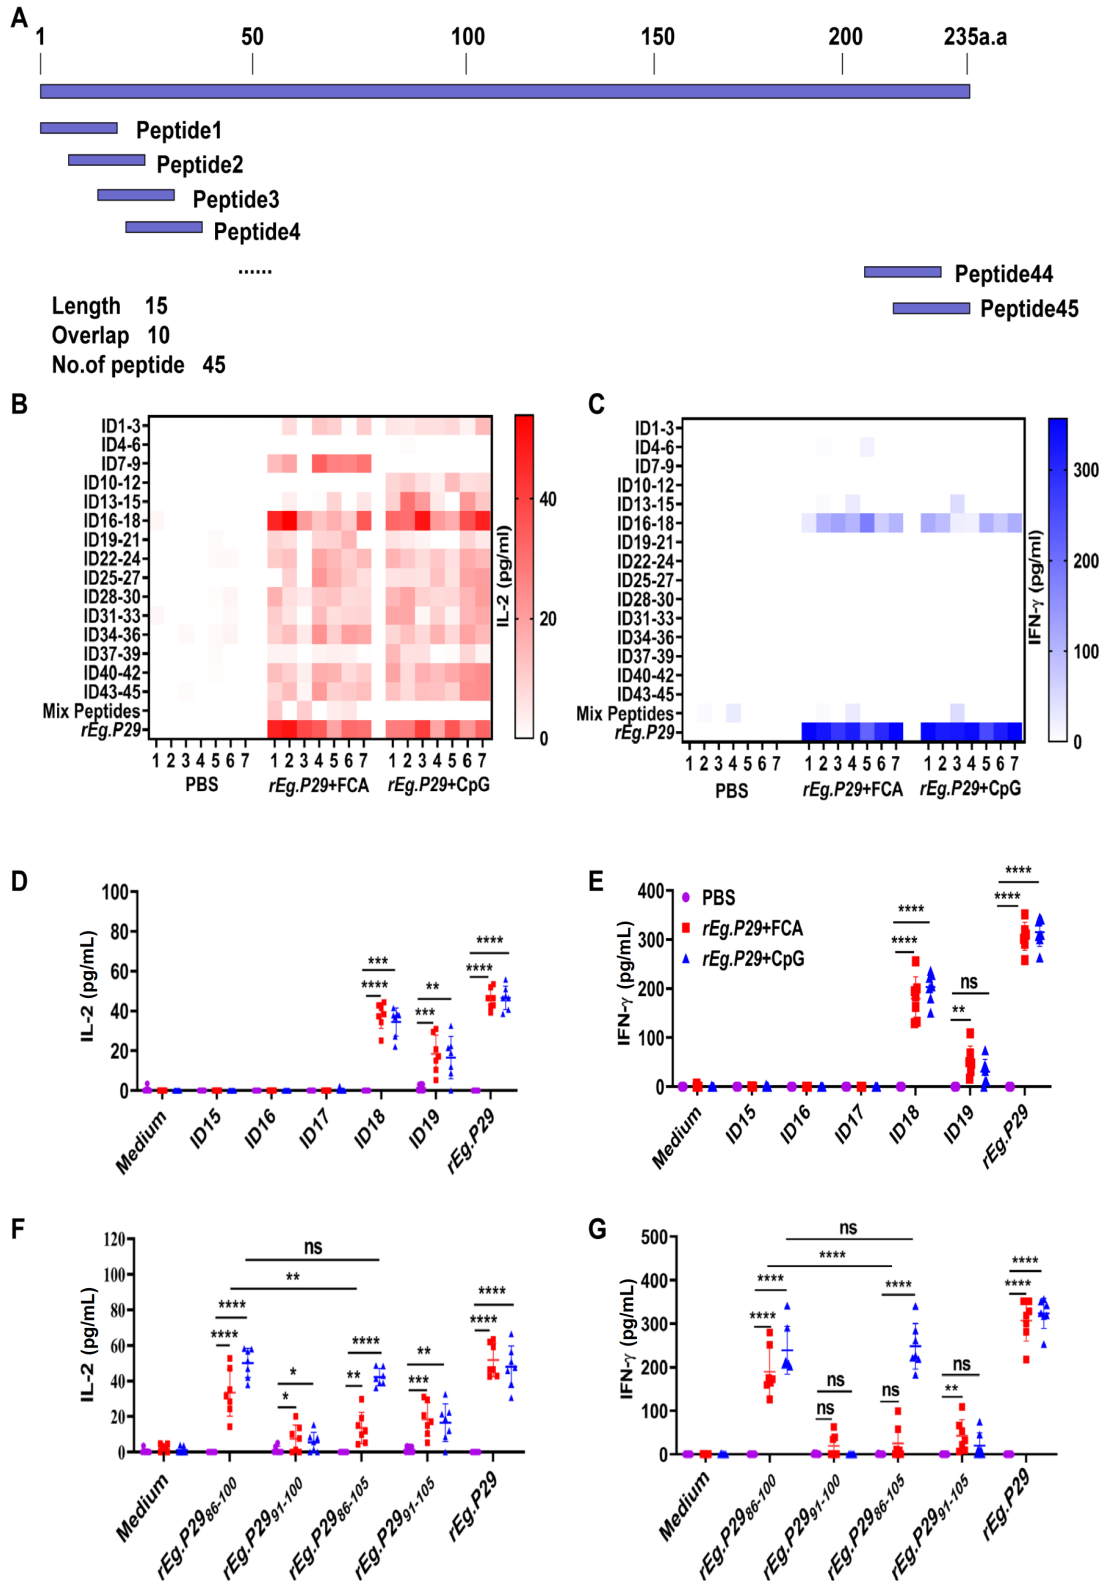 A
1 50 100 150 200 235a.a
Peptide1
Peptide2
Peptide3
Peptide4
......
Peptide44
Peptide45
Length 15
Overlap 10
No.of peptide 45
B
ID1-3
ID4-6
ID7-9
ID10-12
ID13-15
ID16-18
ID19-21
ID22-24
ID25-27
ID28-30
ID31-33
ID34-36
ID37-39
ID40-42
ID43-45
Mix Peptides
rEg.P29
1 2 3 4 5 6 7 1 2 3 4 5 6 7 1 2 3 4 5 6 7
PBS rEg.P29+FCA rEg.P29+CpG
40
20
0
IL-2 (pg/ml)
C
ID1-3
ID4-6
ID7-9
ID10-12
ID13-15
ID16-18
ID19-21
ID22-24
ID25-27
ID28-30
ID31-33
ID34-36
ID37-39
ID40-42
ID43-45
Mix Peptides
rEg.P29
1 2 3 4 5 6 7 1 2 3 4 5 6 7 1 2 3 4 5 6 7
PBS rEg.P29+FCA rEg.P29+CpG
300
200
100
0
IFN-γ (pg/ml)
D
IL-2 (pg/mL)
100
80
60
40
20
0
*** **** ** *** **** ****
Medium ID15 ID16 ID17 ID18 ID19 rEg.P29
E
IFN-γ (pg/mL)
400
300
200
100
0
PBS
rEg.P29+FCA
rEg.P29+CpG
**** **** ns ** **** ****
Medium ID15 ID16 ID17 ID18 ID19 rEg.P29
F
IL-2 (pg/mL)
120
100
80
60
40
20
0
ns
**
**** **** * * **** ** ** *** **** ****
Medium rEg.P2986-100 rEg.P2991-100 rEg.P2986-105 rEg.P2991-105 rEg.P29
G
IFN-γ (pg/mL)
500
400
300
200
100
0
ns
****
**** **** ns ns **** ns ns ** **** ****
Medium rEg.P2986-100 rEg.P2991-100 rEg.P2986-105 rEg.P2991-105 rEg.P29